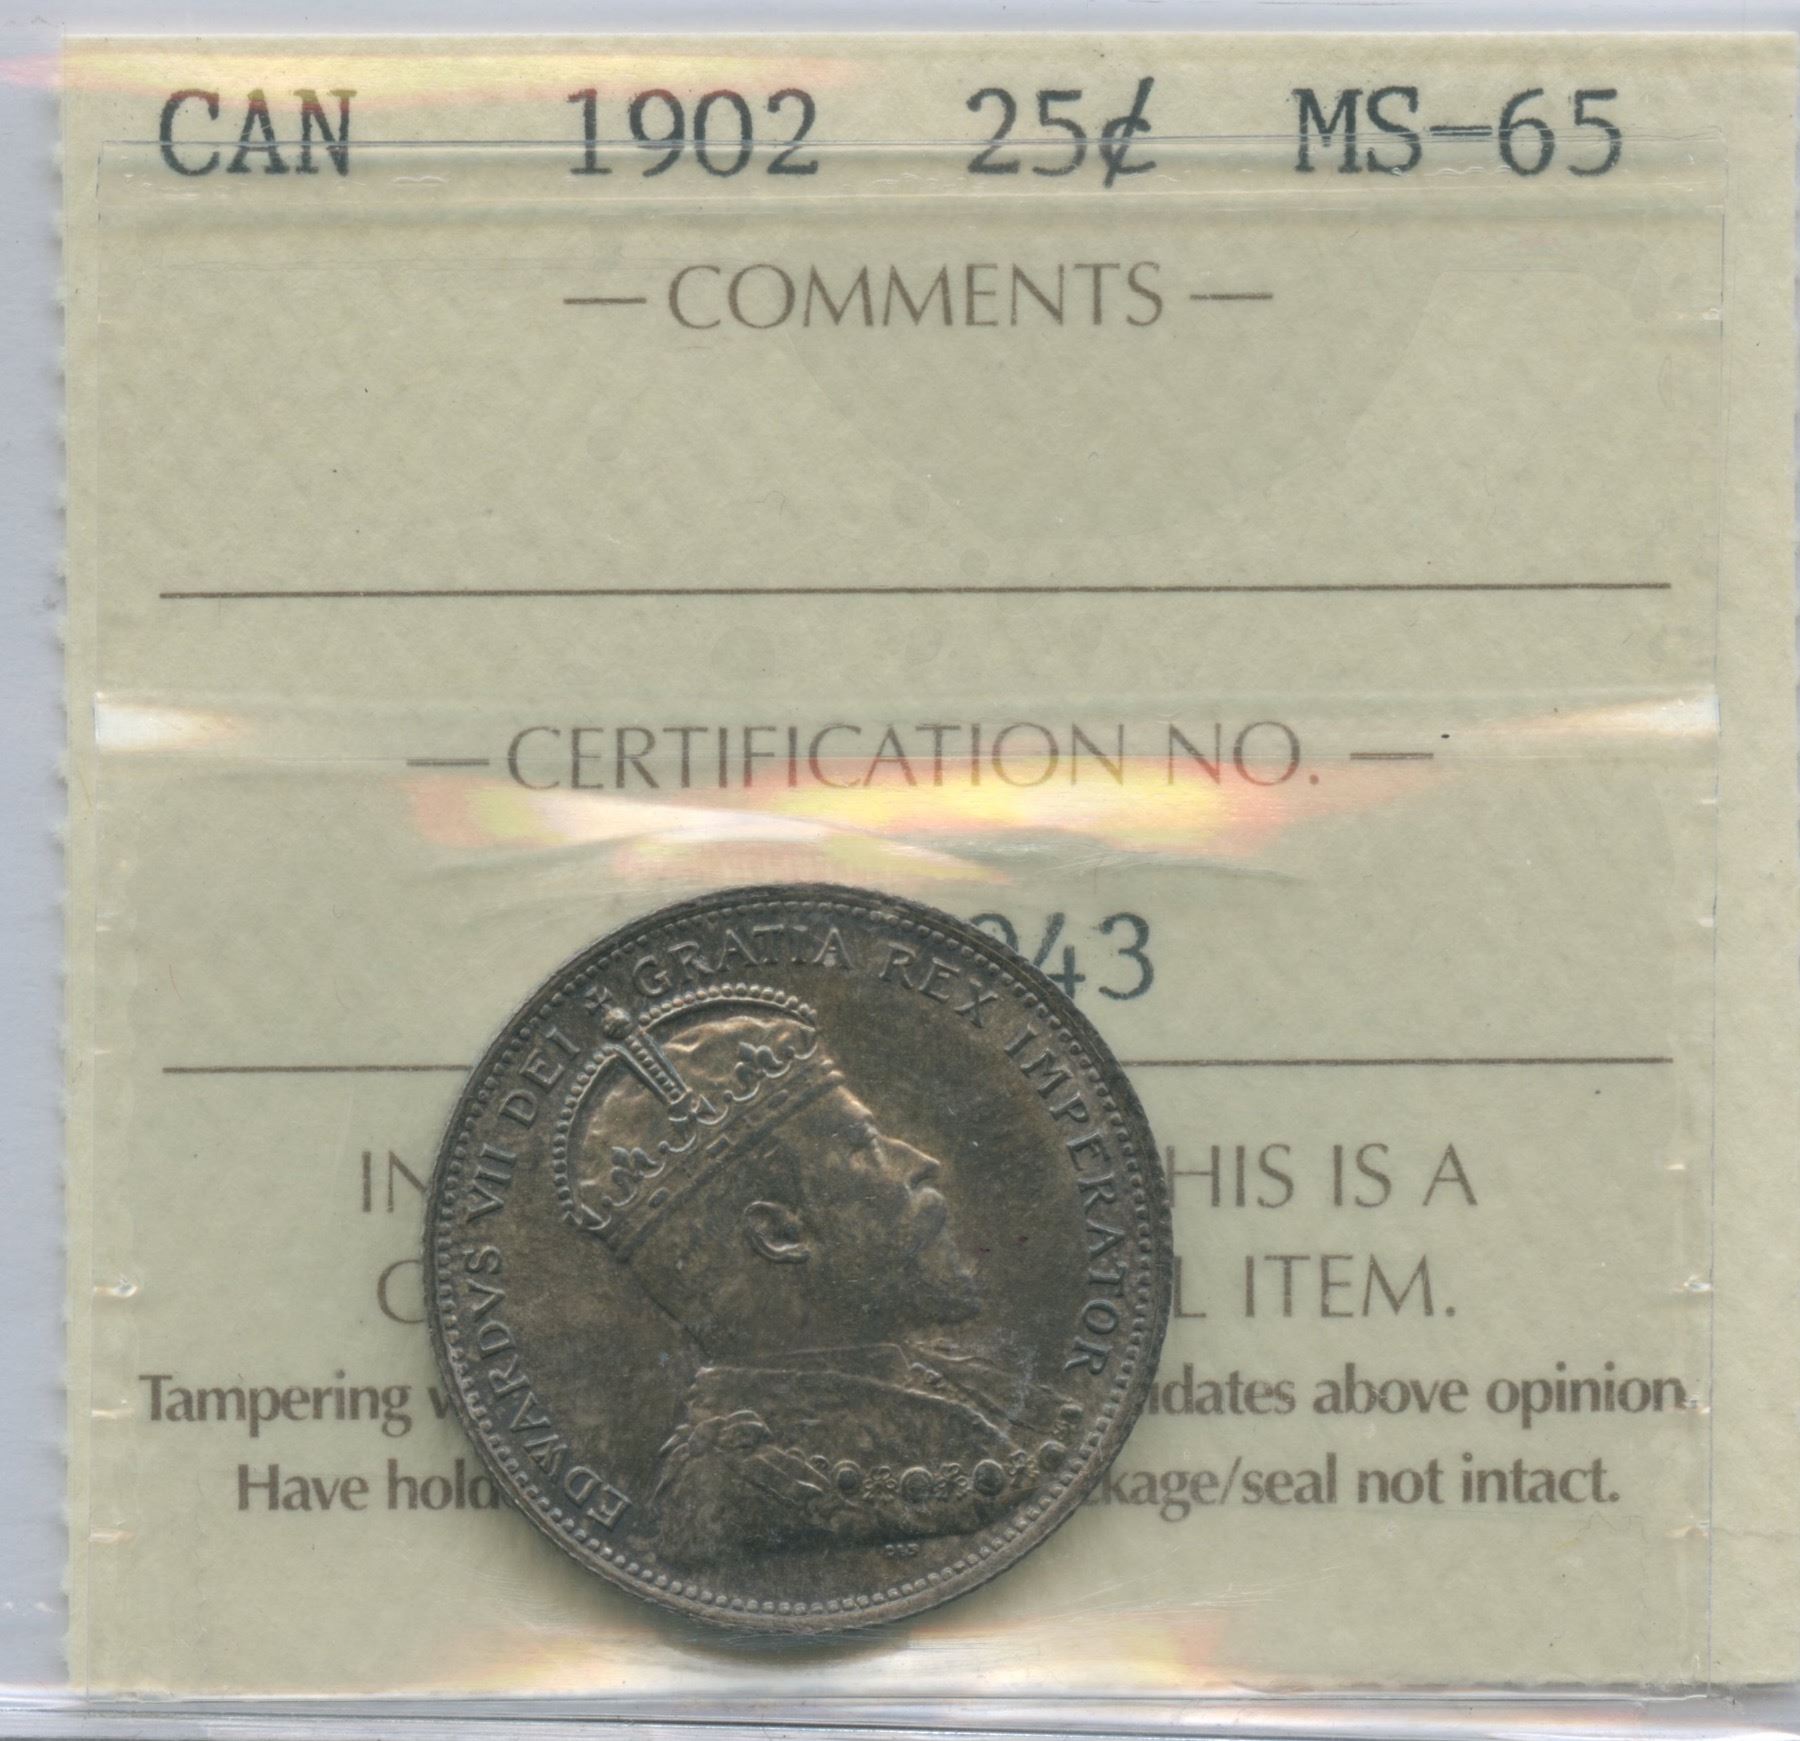 CAN 1902 25¢ MS-65
— COMMENTS —
— CERTIFICATION NO. —
943
EDWARDVS VII DEI GRATIA REX IMPERATOR
HIS IS A
ITEM.
Tampering idates above opinion.
Have hold kage/seal not intact.